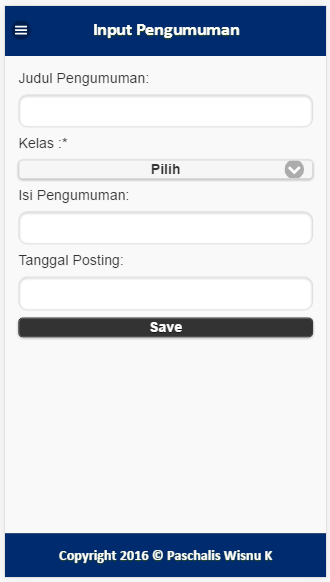 Input Pengumuman
Judul Pengumuman:
Kelas :*
Pilih
Isi Pengumuman:
Tanggal Posting:
Save
Copyright 2016 © Paschalis Wisnu K